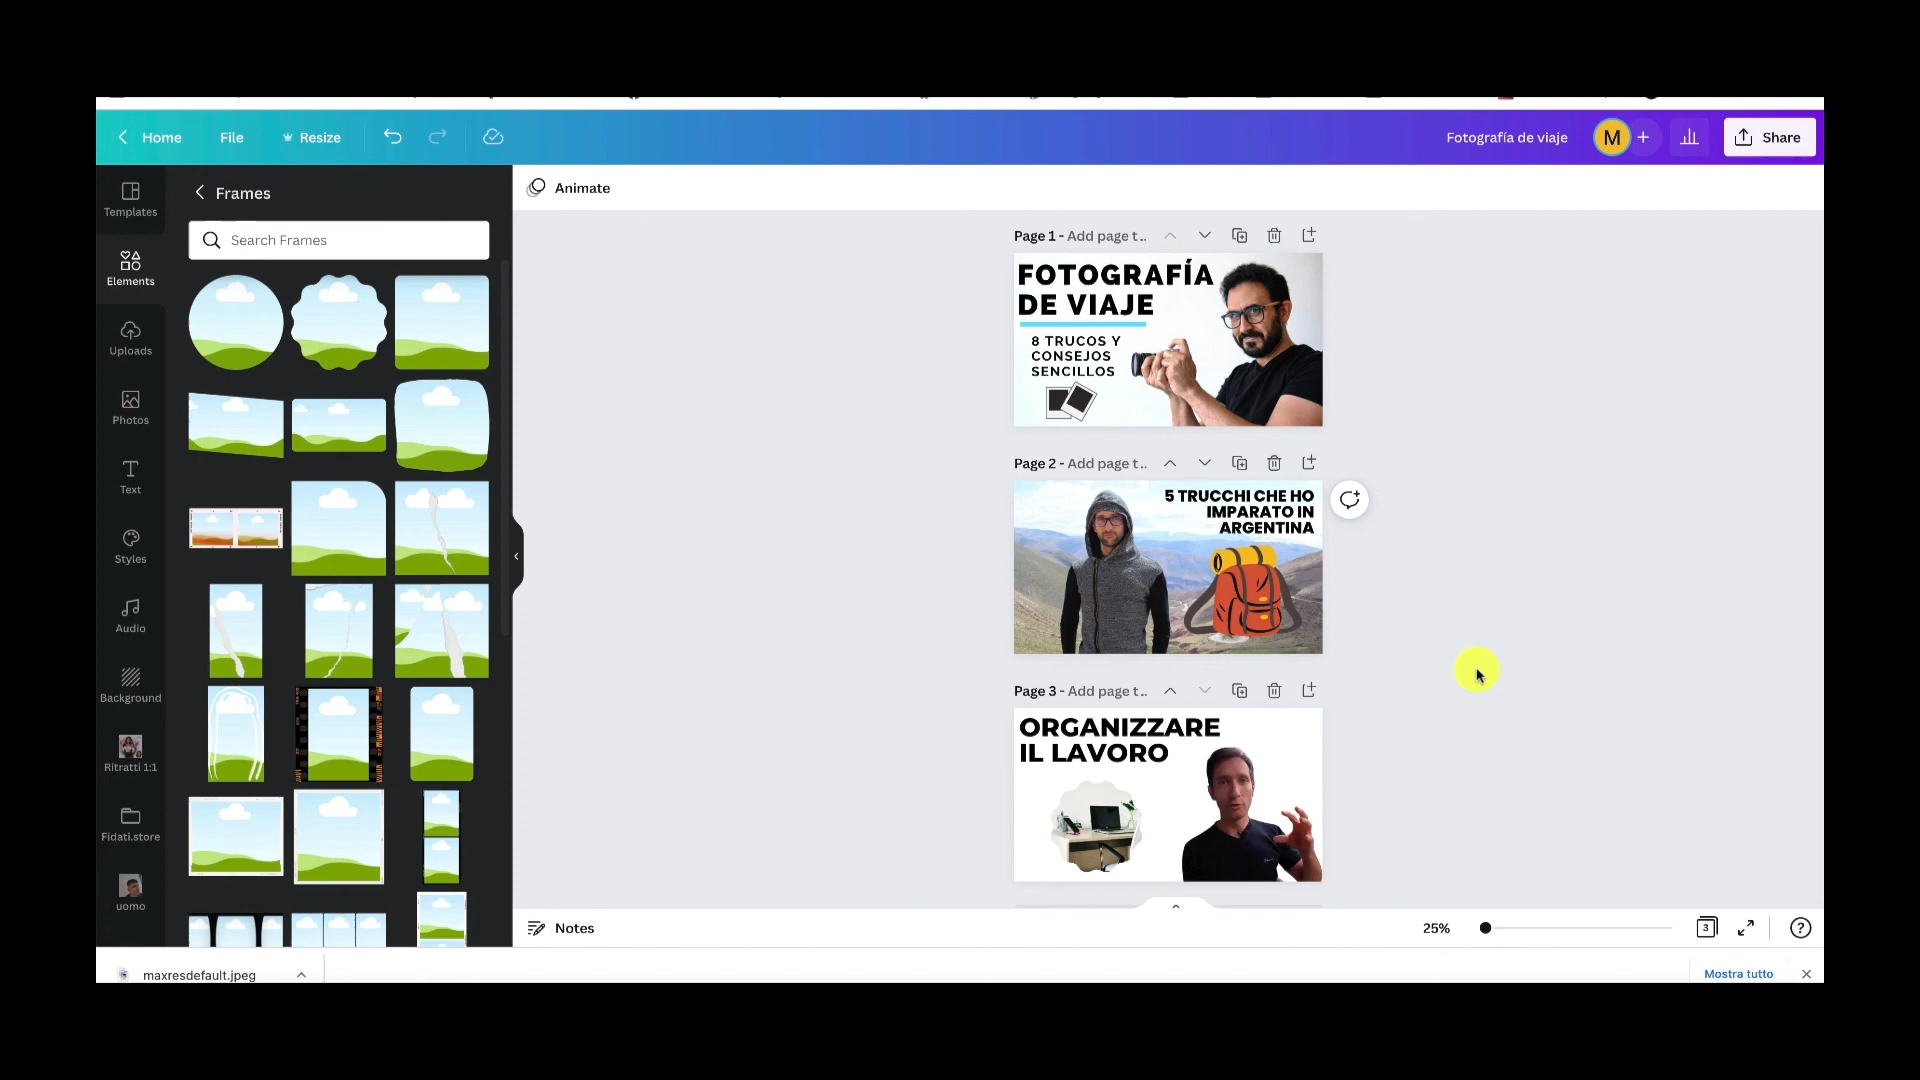 Home
File
Resize
Fotografía de viaje
M
Share
Templates
Elements
Uploads
Photos
Text
Styles
Audio
Background
Ritratti 1:1
Fidati.store
uomo
Frames
Search Frames
Animate
Page 1 - Add page t...
FOTOGRAFÍA
DE VIAJE
8 TRUCOS Y
CONSEJOS
SENCILLOS
Page 2 - Add page t...
5 TRUCCHI CHE HO
IMPARATO IN
ARGENTINA
Page 3 - Add page t...
ORGANIZZARE
IL LAVORO
Notes
25%
3
?
maxresdefault.jpeg
Mostra tutto